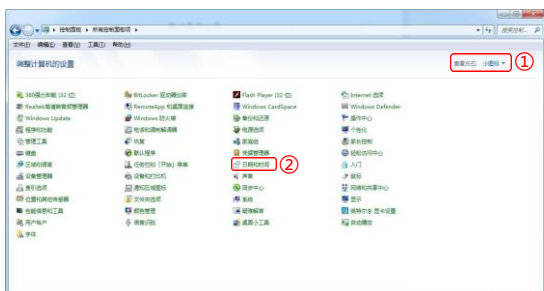 控制面板 ▸ 所有控制面板项 ▸
文件(F) 编辑(E) 查看(V) 工具(T) 帮助(H)
调整计算机的设置
查看方式: 小图标 ①
360强力卸载 (32 位) BitLocker 驱动器加密 Flash Player (32 位) Internet 选项
Realtek高清晰音频管理器 RemoteApp 和桌面连接 Windows CardSpace Windows Defender
Windows Update Windows 防火墙 备份和还原 操作中心
程序和功能 电话和调制解调器 电源选项 个性化
管理工具 恢复 家庭组 家长控制
键盘 默认程序 凭据管理器 轻松访问中心
区域和语言 任务栏和「开始」菜单 日期和时间 ② 入门
设备管理器 设备和打印机 声音 鼠标
索引选项 通知区域图标 同步中心 网络和共享中心
位置和其他传感器 文件夹选项 系统 显示
性能信息和工具 颜色管理 疑难解答 英特尔® 显卡设置
用户帐户 语音识别 桌面小工具 自动播放
字体